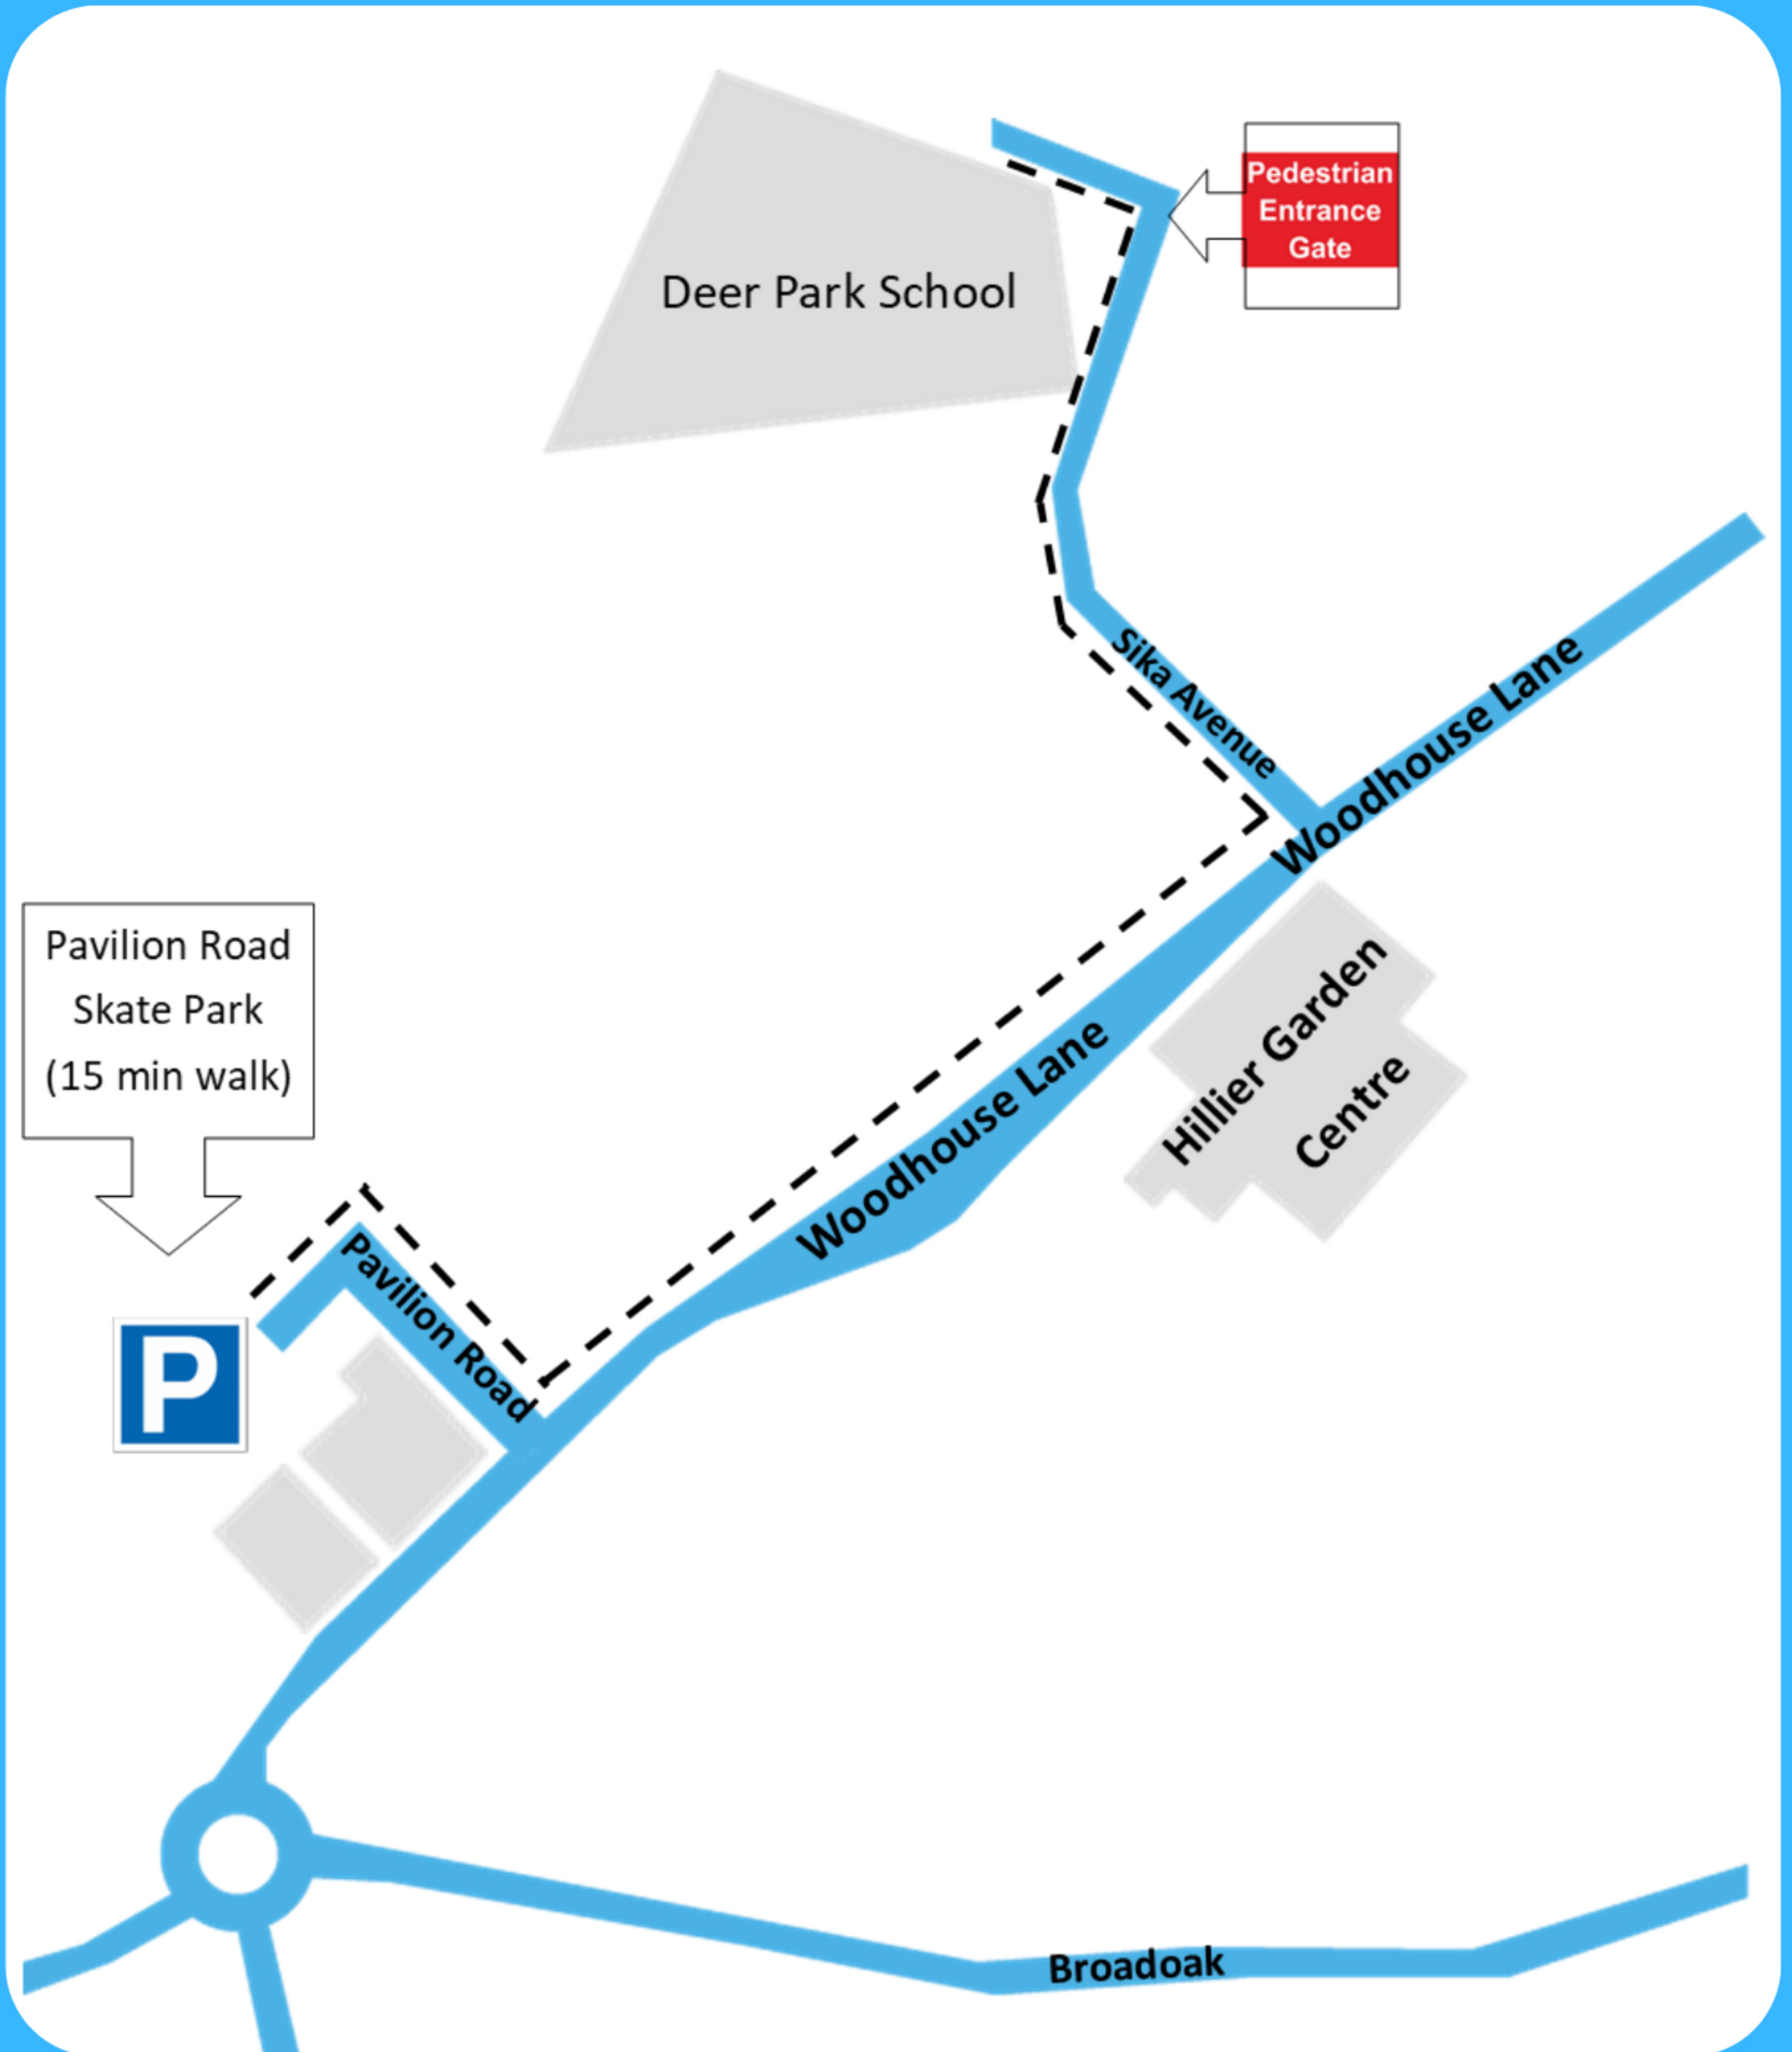 Pedestrian
Entrance
Gate
Deer Park School
Sika Avenue
Woodhouse Lane
Pavilion Road
Skate Park
(15 min walk)
Hillier Garden
Centre
Woodhouse Lane
Pavilion Road
P
Broadoak